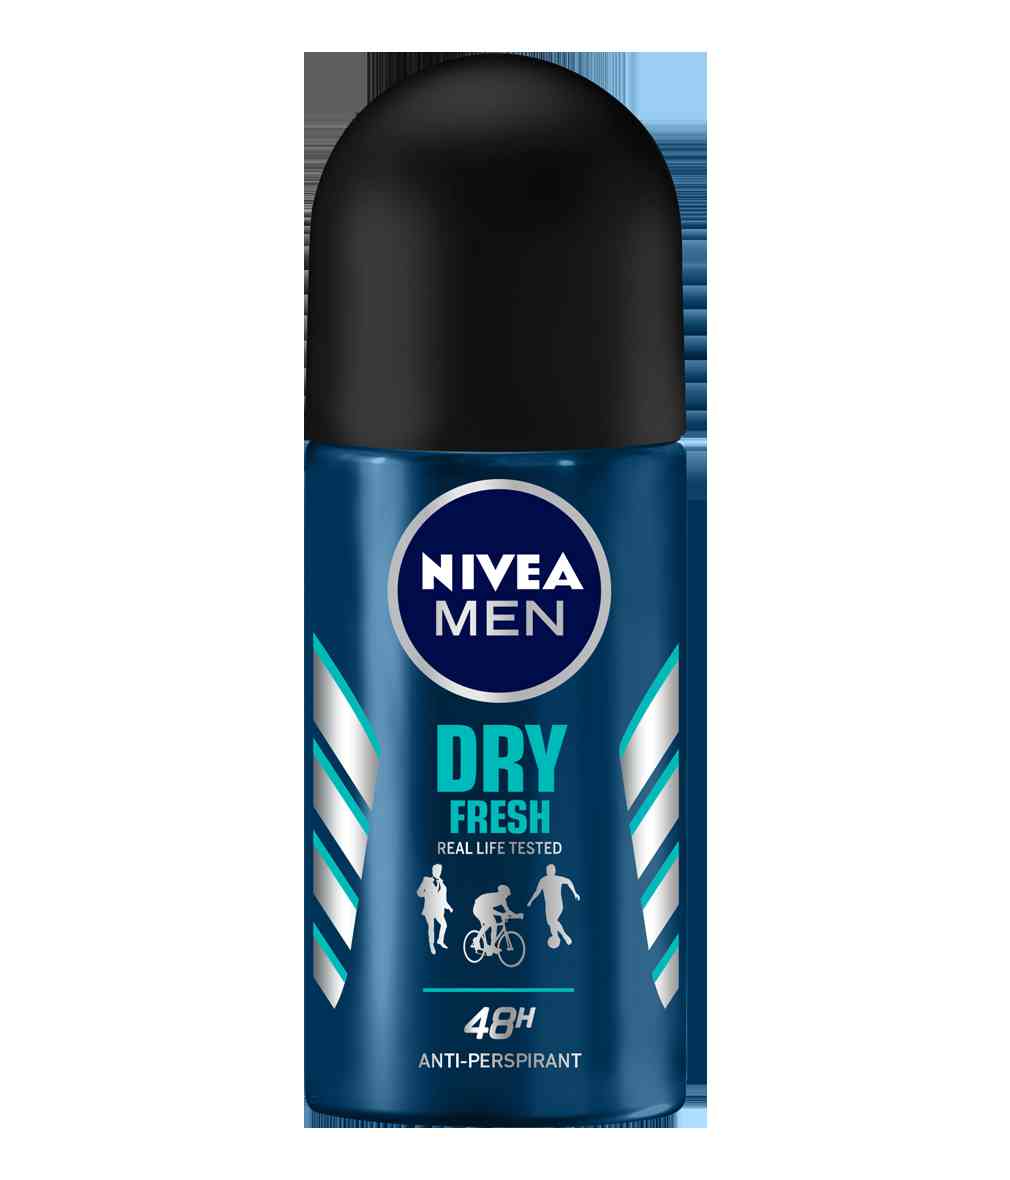 NIVEA
MEN
DRY
FRESH
REAL LIFE TESTED
48H
ANTI-PERSPIRANT